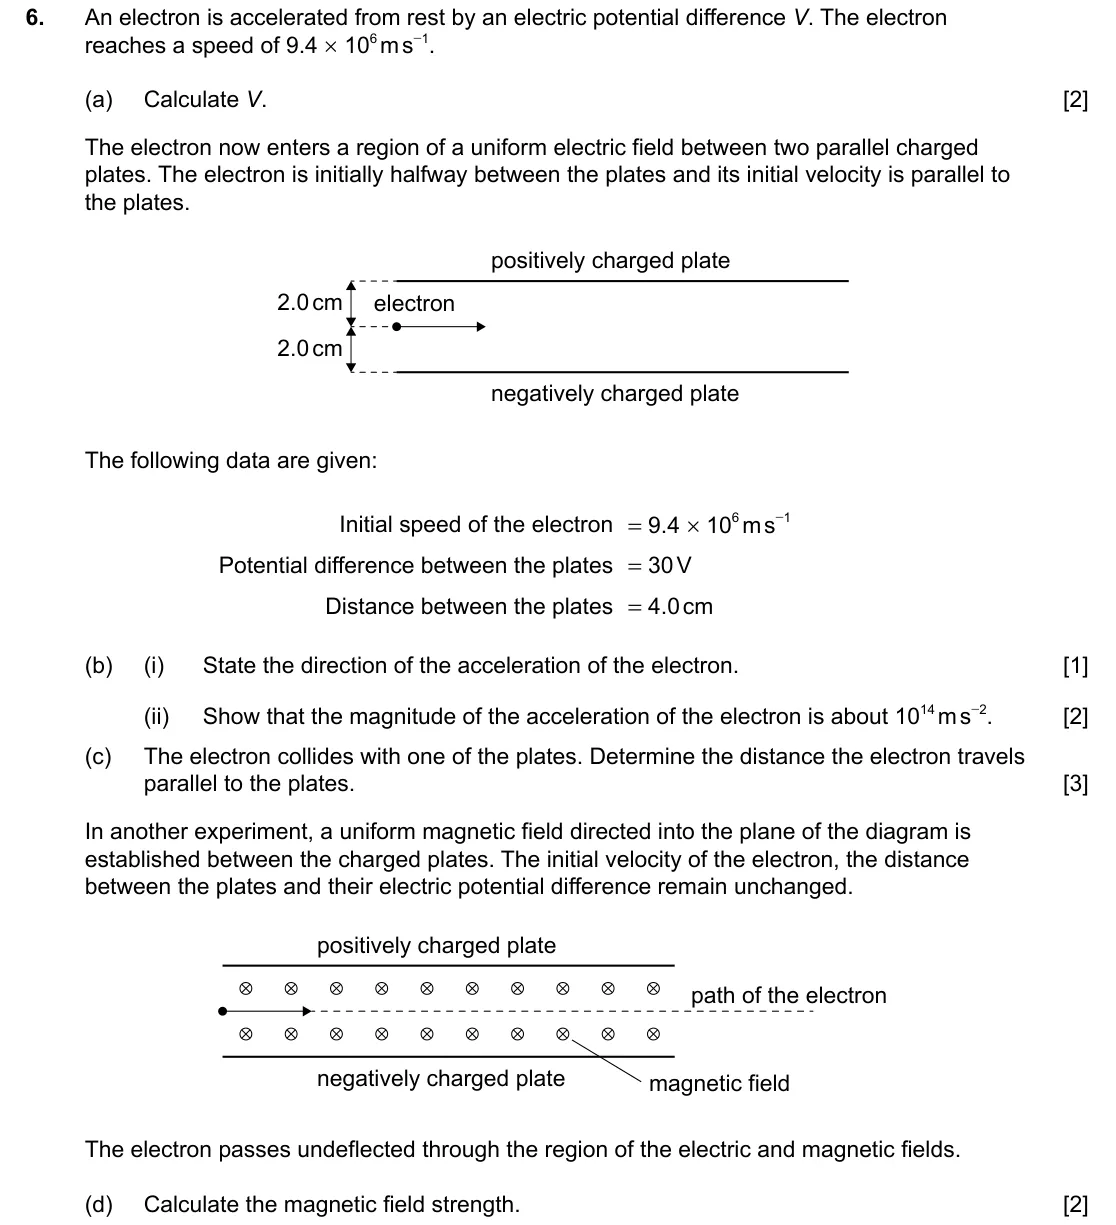 6. An electron is accelerated from rest by an electric potential difference V. The electron
reaches a speed of 9.4 × 10⁶ m s⁻¹.
(a) Calculate V. [2]
The electron now enters a region of a uniform electric field between two parallel charged
plates. The electron is initially halfway between the plates and its initial velocity is parallel to
the plates.
positively charged plate
2.0 cm electron
2.0 cm
negatively charged plate
The following data are given:
Initial speed of the electron = 9.4 × 10⁶ m s⁻¹
Potential difference between the plates = 30 V
Distance between the plates = 4.0 cm
(b) (i) State the direction of the acceleration of the electron. [1]
(ii) Show that the magnitude of the acceleration of the electron is about 10¹⁴ m s⁻². [2]
(c) The electron collides with one of the plates. Determine the distance the electron travels
parallel to the plates. [3]
In another experiment, a uniform magnetic field directed into the plane of the diagram is
established between the charged plates. The initial velocity of the electron, the distance
between the plates and their electric potential difference remain unchanged.
positively charged plate
path of the electron
negatively charged plate
magnetic field
The electron passes undeflected through the region of the electric and magnetic fields.
(d) Calculate the magnetic field strength. [2]